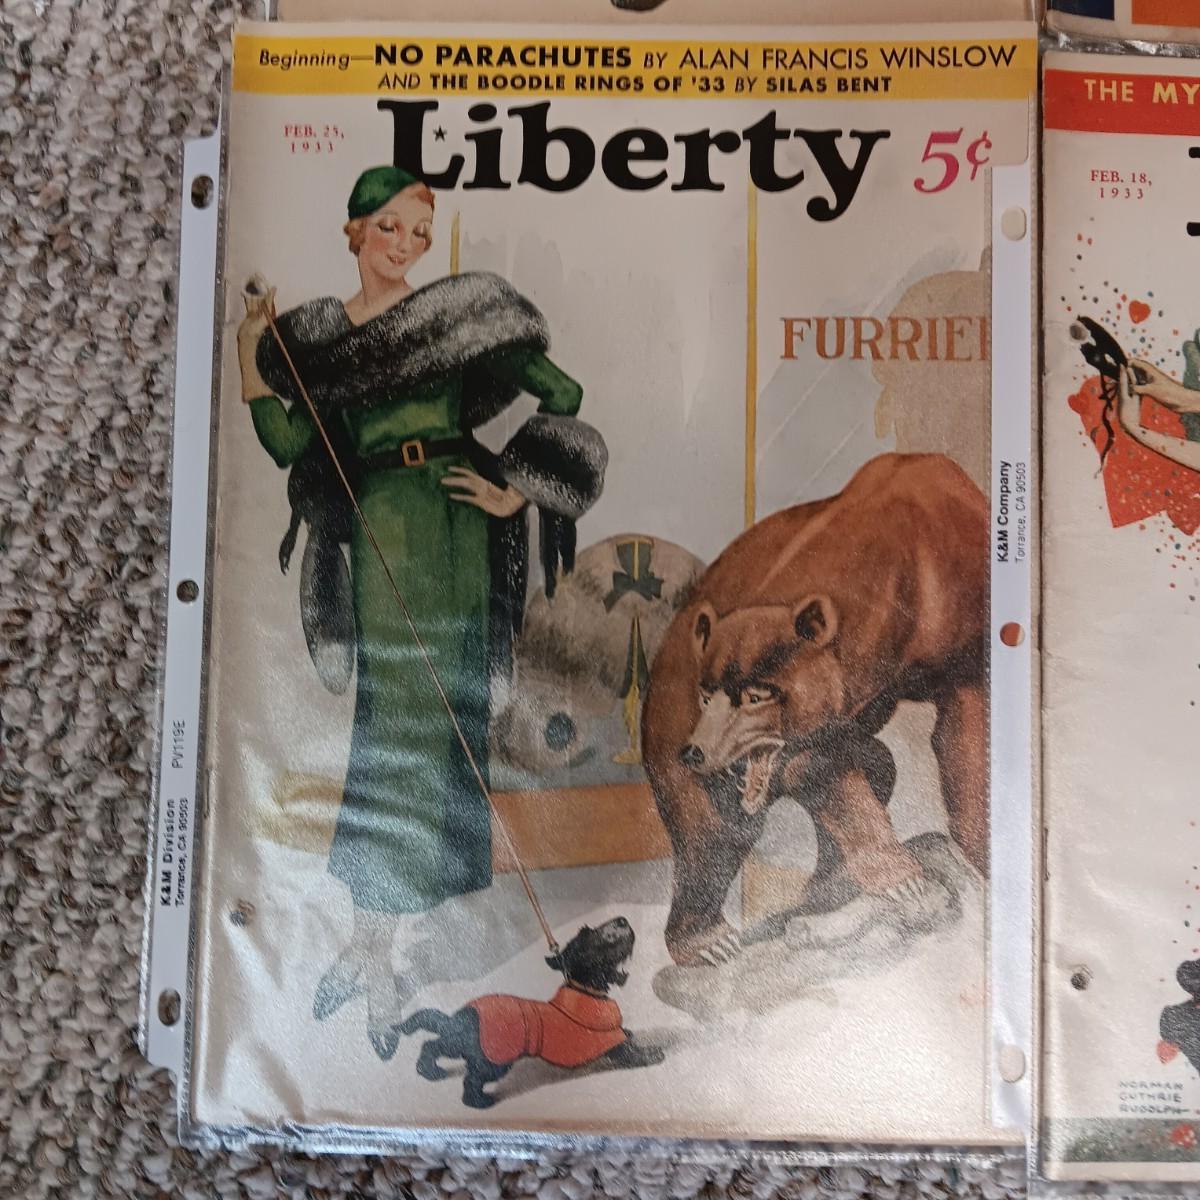 Beginning—NO PARACHUTES BY ALAN FRANCIS WINSLOW
AND THE BOODLE RINGS OF '33 BY SILAS BENT
FEB. 25,
1933
Liberty
5¢
FURRIER
K&M Company
Torrance, CA 90503
K&M Division
Torrance, CA 90503
PV119E
THE MY
FEB. 18,
1933
NORMAN
GUTHRIE
RUDOLPH